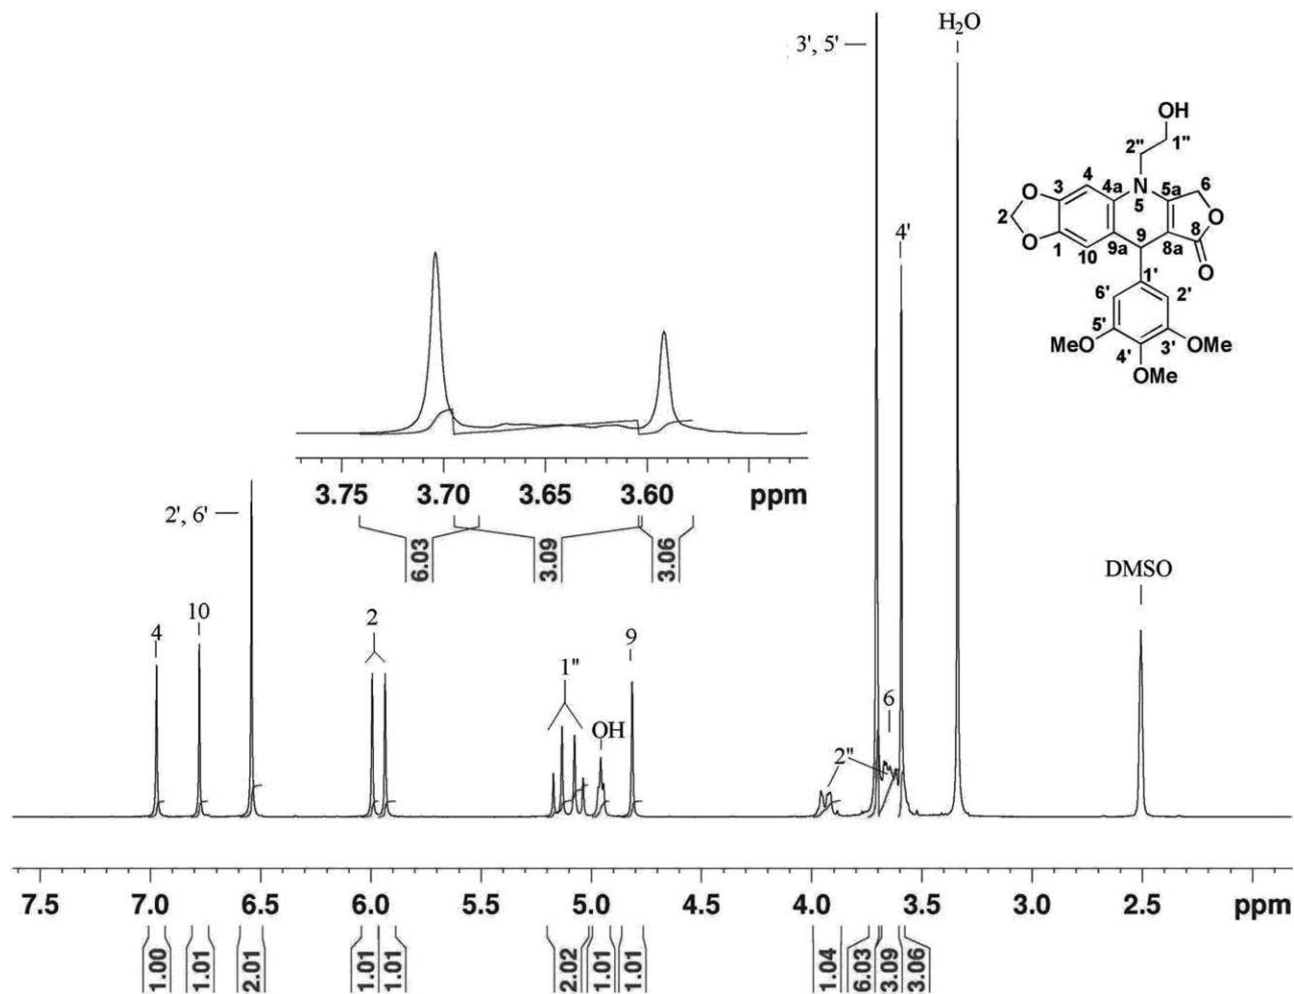 H₂O
3', 5'
OH
2"
1"
4
4a
N
5
5a
6
3
O
2
O
1
10
9a
9
8a
8
O
O
1'
6'
2'
5'
3'
MeO
4'
OMe
OMe
4'
3.75 3.70 3.65 3.60 ppm
6.03 3.09 3.06
2', 6'
DMSO
4
10
2
1"
OH
9
2"
6
7.5 7.0 6.5 6.0 5.5 5.0 4.5 4.0 3.5 3.0 2.5 ppm
1.00 1.01 2.01 1.01 1.01 2.02 1.01 1.01 1.04 6.03 3.09 3.06